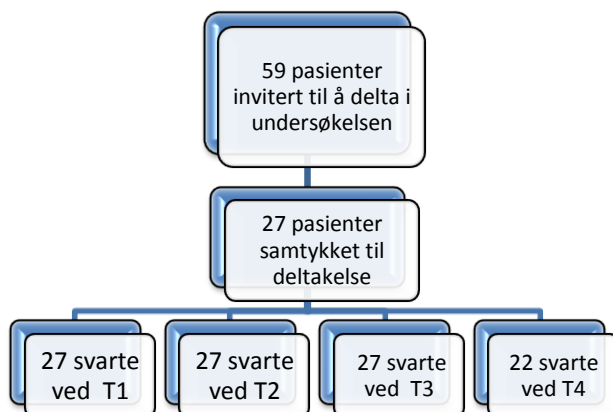 59 pasienter
invitert til å delta i
undersøkelsen
27 pasienter
samtykket til
deltakelse
27 svarte
ved T1
27 svarte
ved T2
27 svarte
ved T3
22 svarte
ved T4